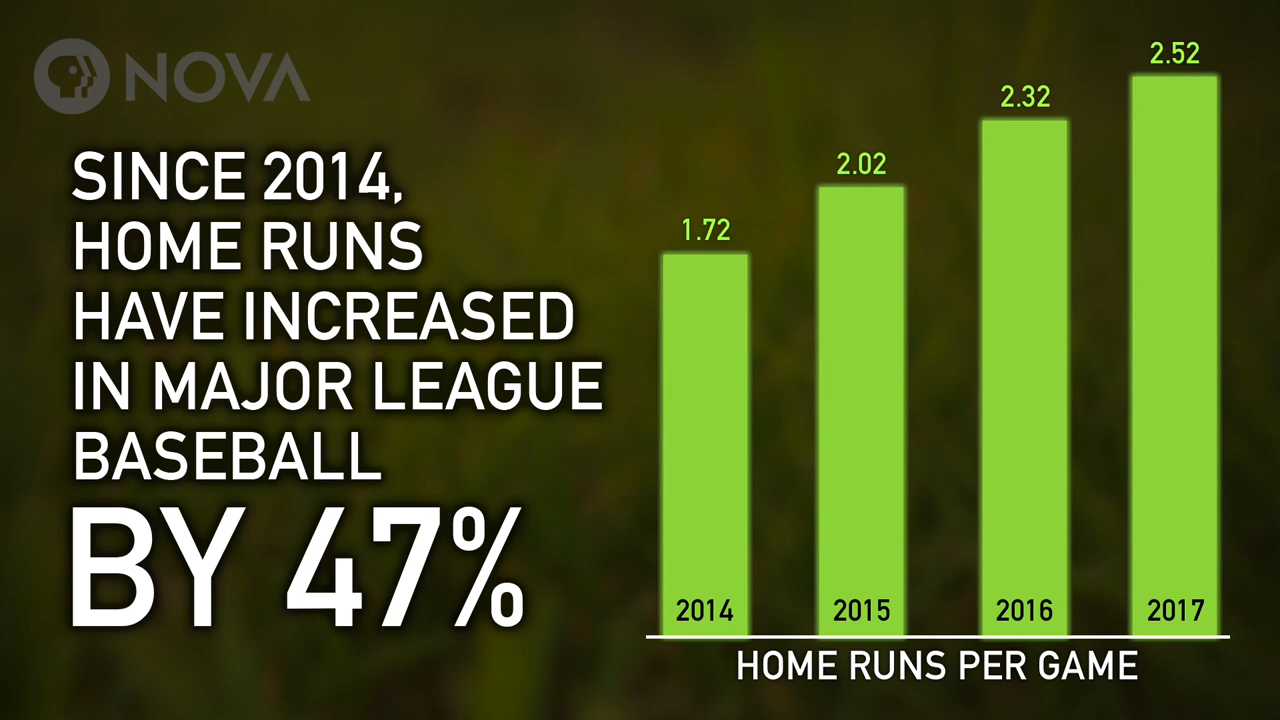 NOVA
SINCE 2014,
HOME RUNS
HAVE INCREASED
IN MAJOR LEAGUE
BASEBALL
BY 47%
1.72
2.02
2.32
2.52
2014
2015
2016
2017
HOME RUNS PER GAME